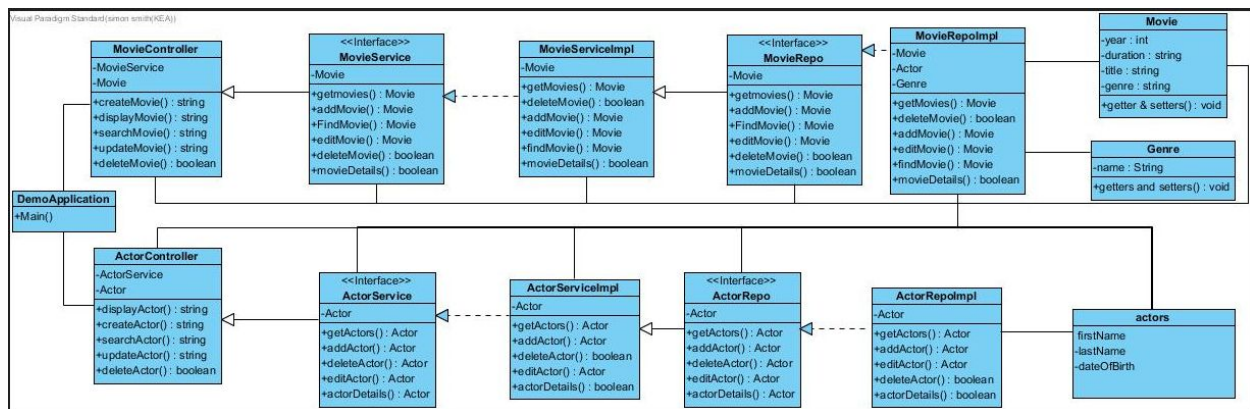 Visual Paradigm Standard(simon smith(KEA))
MovieController
-MovieService
-Movie
+createMovie() : string
+displayMovie() : string
+searchMovie() : string
+updateMovie() : string
+deleteMovie() : boolean
<<Interface>>
MovieService
-Movie
+getmovies() : Movie
+addMovie() : Movie
+FindMovie() : Movie
+editMovie() : Movie
+deleteMovie() : boolean
+movieDetails() : boolean
MovieServiceImpl
-Movie
+getMovies() : Movie
+deleteMovie() : boolean
+addMovie() : Movie
+editMovie() : Movie
+findMovie() : Movie
+movieDetails() : boolean
<<Interface>>
MovieRepo
-Movie
+getmovies() : Movie
+addMovie() : Movie
+FindMovie() : Movie
+editMovie() : Movie
+deleteMovie() : boolean
+movieDetails() : boolean
MovieRepoImpl
-Movie
-Actor
-Genre
+getMovies() : Movie
+deleteMovie() : boolean
+addMovie() : Movie
+editMovie() : Movie
+findMovie() : Movie
+movieDetails() : boolean
Movie
-year : int
-duration : string
-title : string
-genre : string
+getter & setters() : void
Genre
-name : String
+getters and setters() : void
DemoApplication
+Main()
ActorController
-ActorService
-Actor
+displayActor() : string
+createActor() : string
+searchActor() : string
+updateActor() : string
+deleteActor() : boolean
<<Interface>>
ActorService
-Actor
+getActors() : Actor
+addActor() : Actor
+deleteActor() : Actor
+editActor() : Actor
+actorDetails() : Actor
ActorServiceImpl
-Actor
+getActors() : Actor
+addActor() : Actor
+deleteActor() : boolean
+editActor() : Actor
+actorDetails() : boolean
<<Interface>>
ActorRepo
-Actor
+getActors() : Actor
+addActor() : Actor
+deleteActor() : Actor
+editActor() : Actor
+actorDetails() : Actor
ActorRepoImpl
-Actor
+getActors() : Actor
+addActor() : Actor
+editActor() : Actor
+deleteActor() : boolean
+actorDetails() : boolean
actors
firstName
-lastName
-dateOfBirth